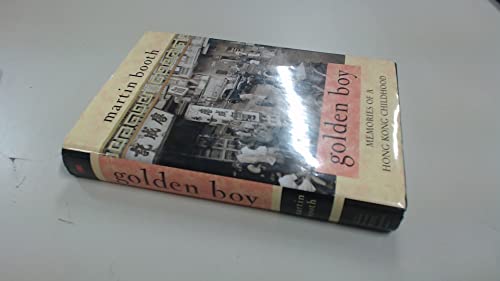 martin booth
golden boy
MEMORIES OF A
HONG KONG CHILDHOOD
golden boy
martin
booth